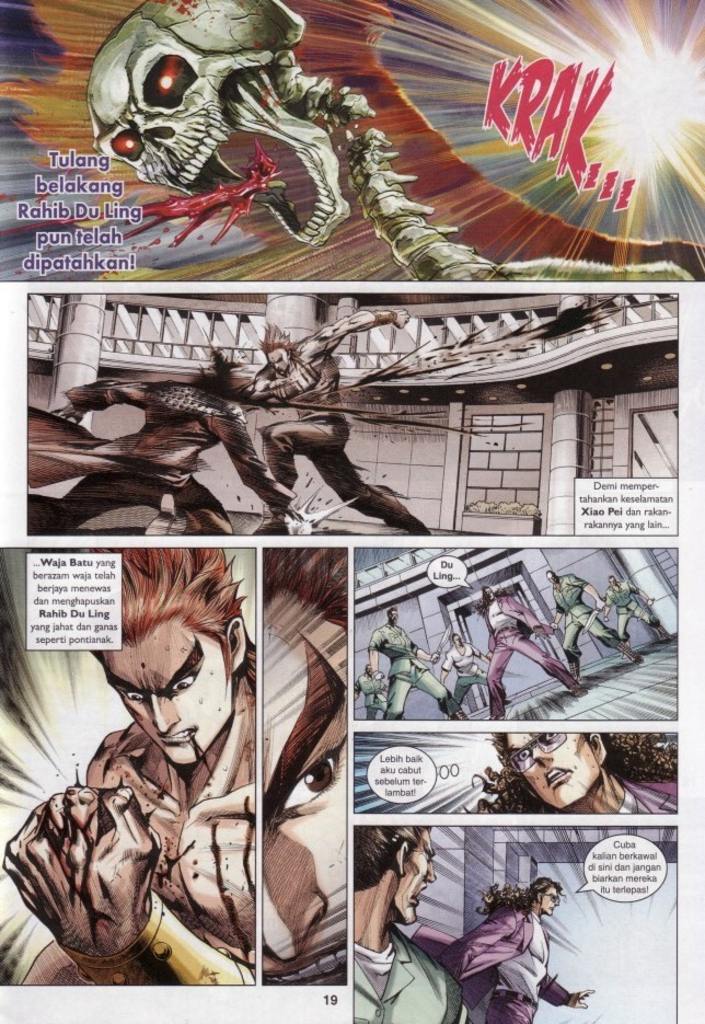 Tulang
belakang
Rahib Du Ling
pun telah
dipatahkan!
KRAK...
Demi memper-
tahankan keselamatan
Xiao Pei dan rakan-
rakannya yang lain...
...Waja Batu yang
berazam waja telah
berjaya menewas
dan menghapuskan
Rahib Du Ling
yang jahat dan ganas
seperti pontianak.
Du
Ling...
Lebih baik
aku cabut
sebelum ter-
lambat!
Cuba
kalian berkawal
di sini dan jangan
biarkan mereka
itu terlepas!
19